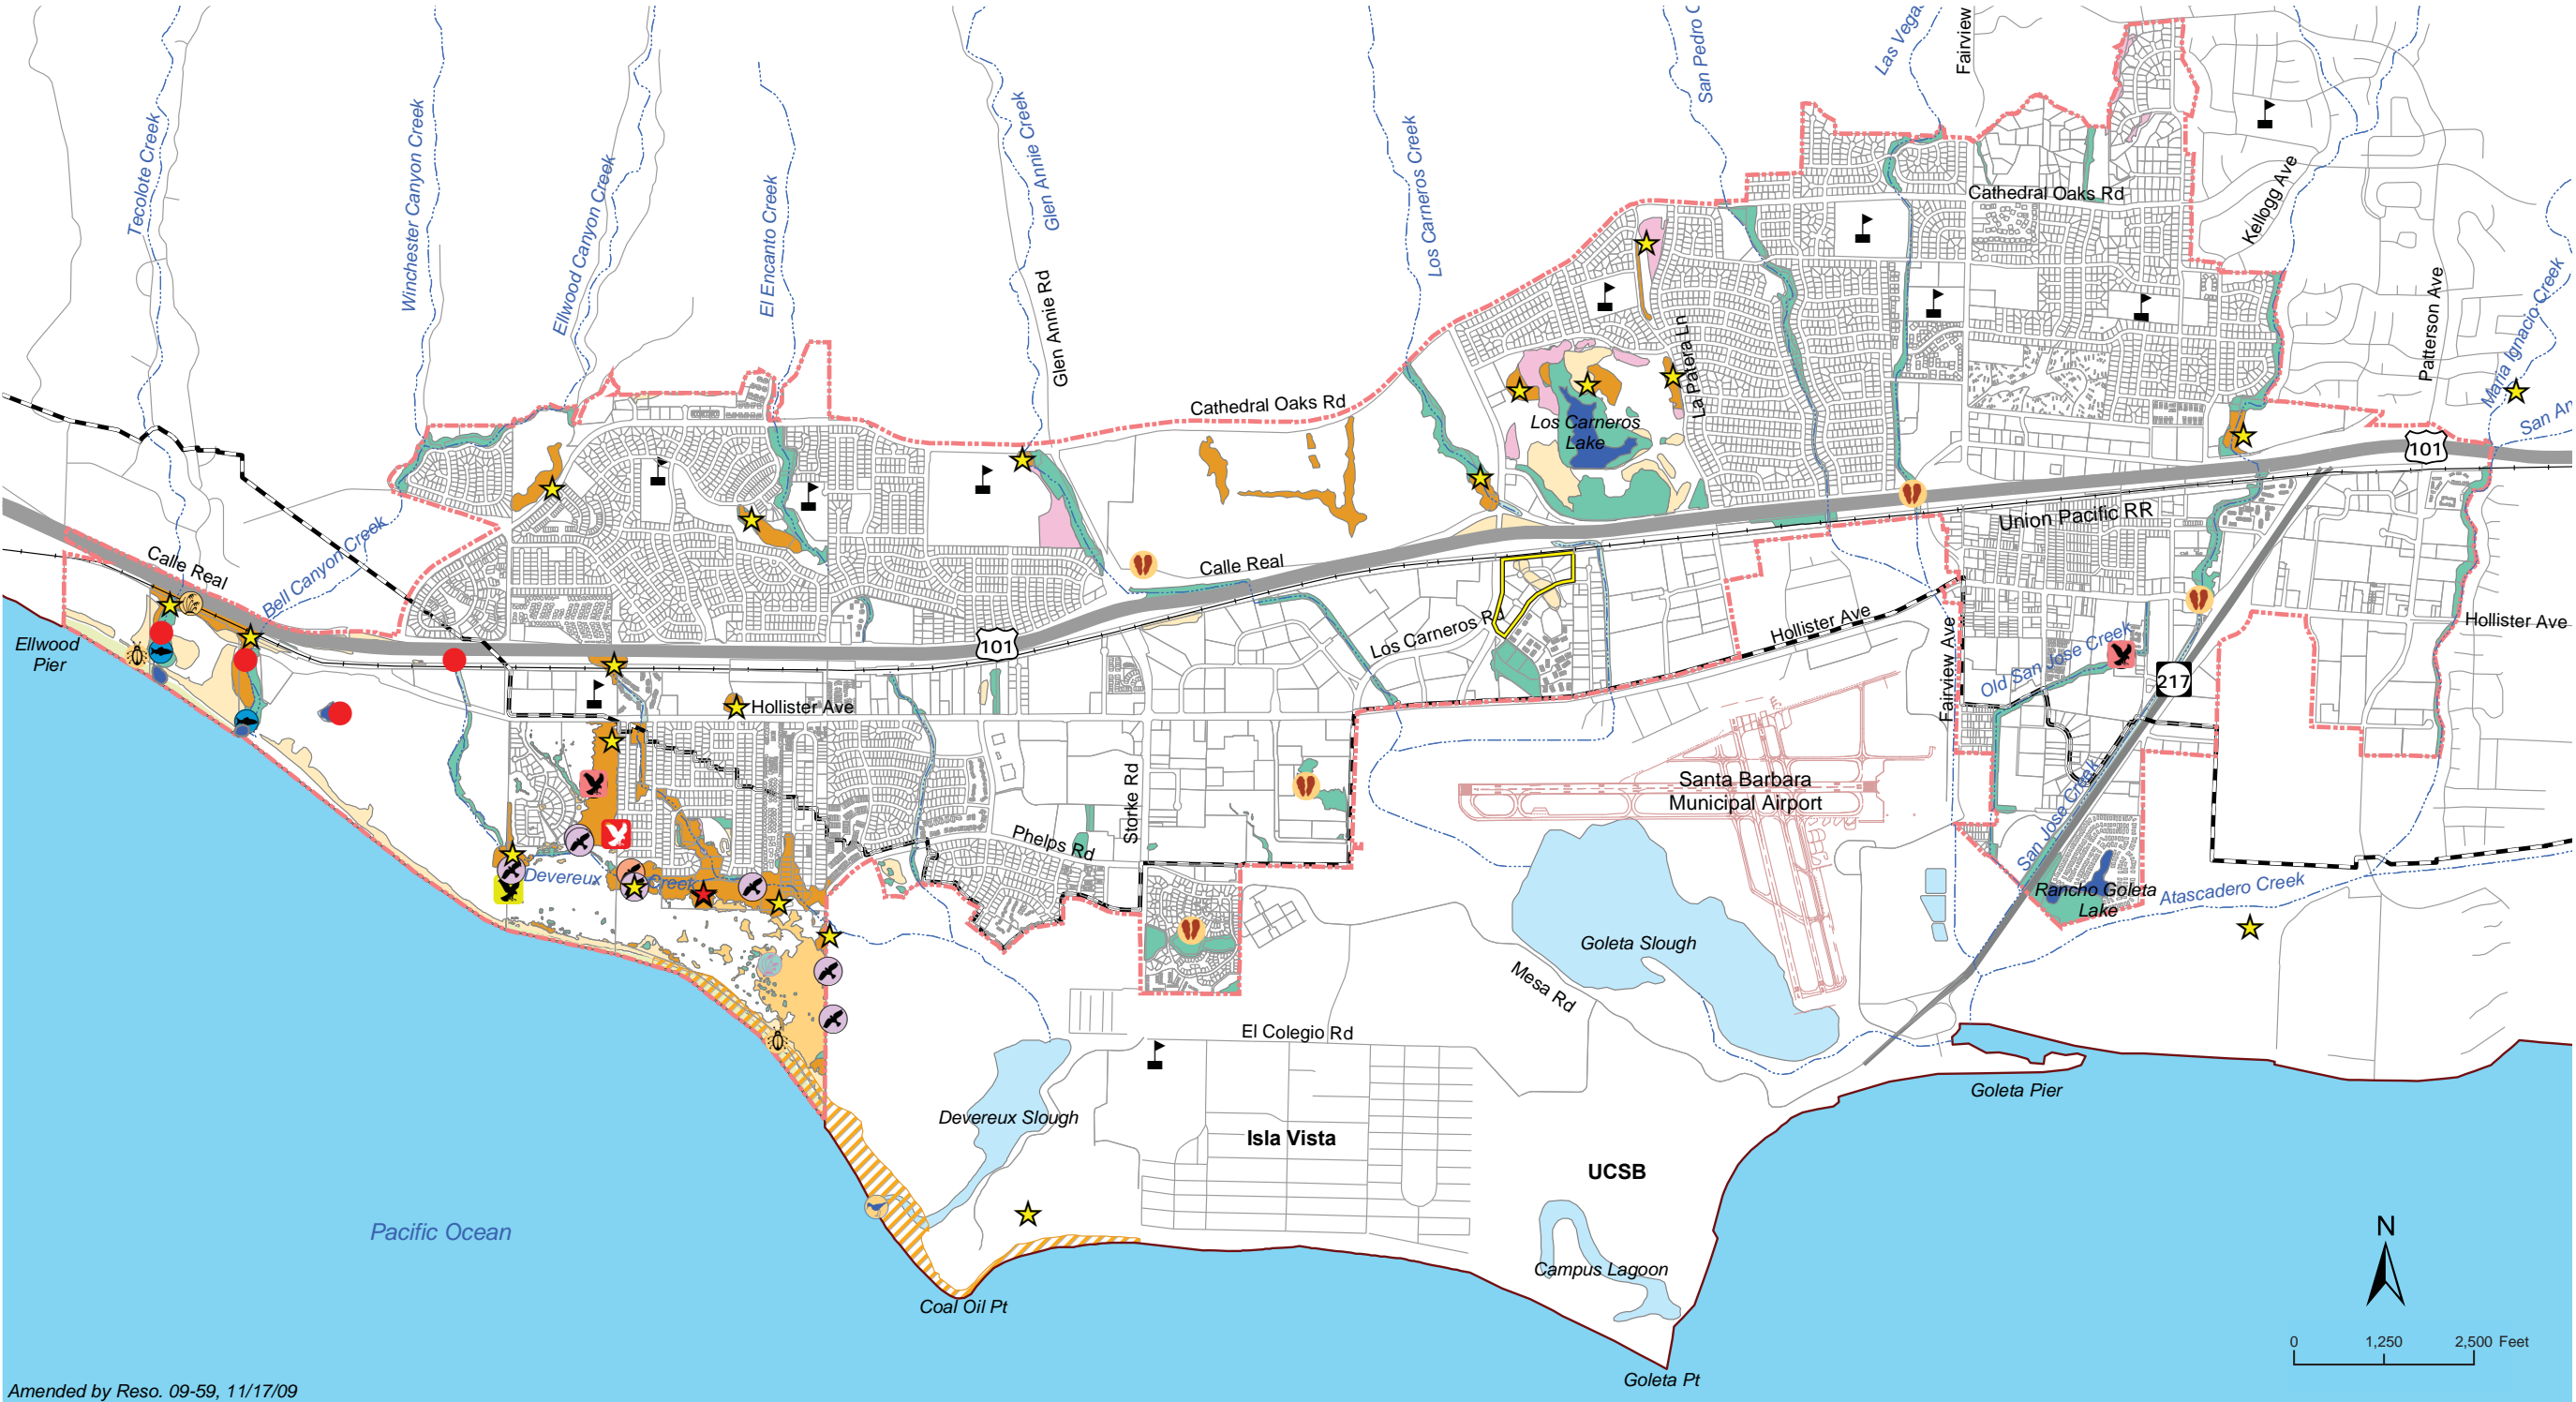 Tecolote Creek
Winchester Canyon Creek
Ellwood Canyon Creek
El Encanto Creek
Glen Annie Creek
Glen Annie Rd
Los Carneros Creek
San Pedro C
Las Vegas
Fairview
Cathedral Oaks Rd
Kellogg Ave
Patterson Ave
Maria Ignacio Creek
San An
La Patera Ln
Cathedral Oaks Rd
Los Carneros
Lake
101
Union Pacific RR
Calle Real
Bell Canyon Creek
Calle Real
Ellwood
Pier
101
Los Carneros Rd
Hollister Ave
Hollister Ave
Old San Jose Creek
217
Fairview Ave
Hollister Ave
Storke Rd
Phelps Rd
Santa Barbara
Municipal Airport
San Jose Creek
Devereux
Creek
Rancho Goleta
Lake
Atascadero Creek
Goleta Slough
Mesa Rd
El Colegio Rd
Goleta Pier
Devereux Slough
Isla Vista
UCSB
Pacific Ocean
Campus Lagoon
Coal Oil Pt
Goleta Pt
N
0 1,250 2,500 Feet
Amended by Reso. 09-59, 11/17/09